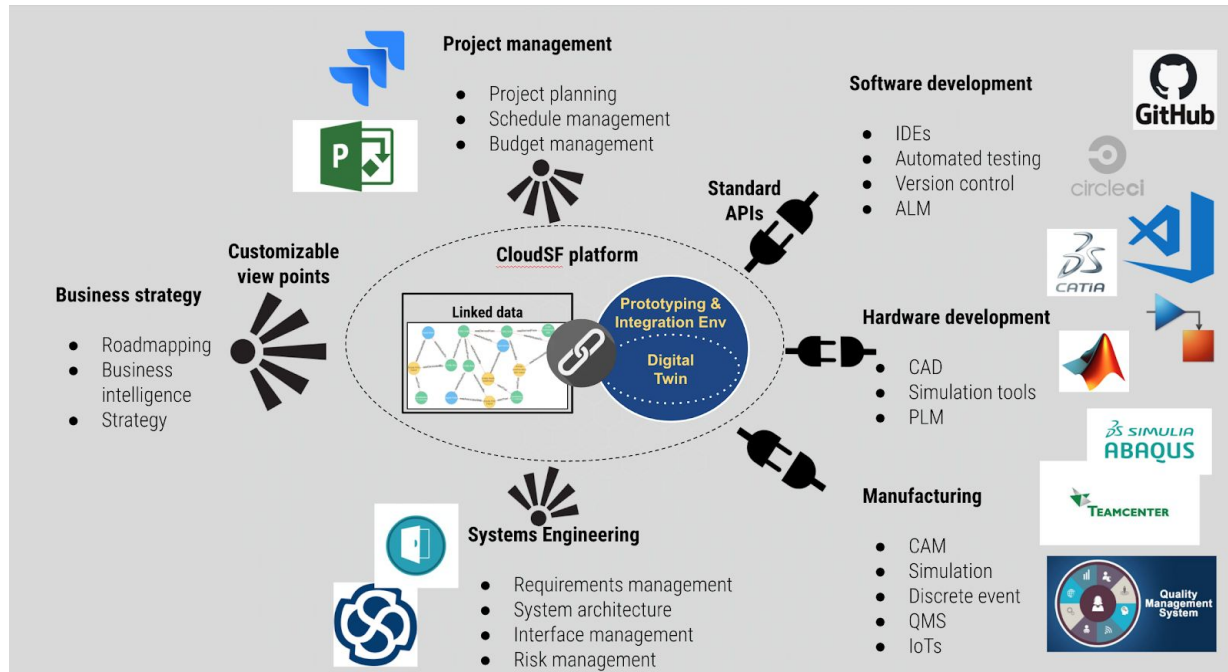 Project management
● Project planning
● Schedule management
● Budget management
P
Software development
● IDEs
● Automated testing
● Version control
● ALM
GitHub
circleci
Standard
APIs
Customizable
view points
CloudSF platform
Linked data
Prototyping &
Integration Env
Digital
Twin
Business strategy
● Roadmapping
● Business
intelligence
● Strategy
CATIA
Hardware development
● CAD
● Simulation tools
● PLM
SIMULIA
ABAQUS
TEAMCENTER
Systems Engineering
● Requirements management
● System architecture
● Interface management
● Risk management
Manufacturing
● CAM
● Simulation
● Discrete event
● QMS
● IoTs
Quality
Management
System